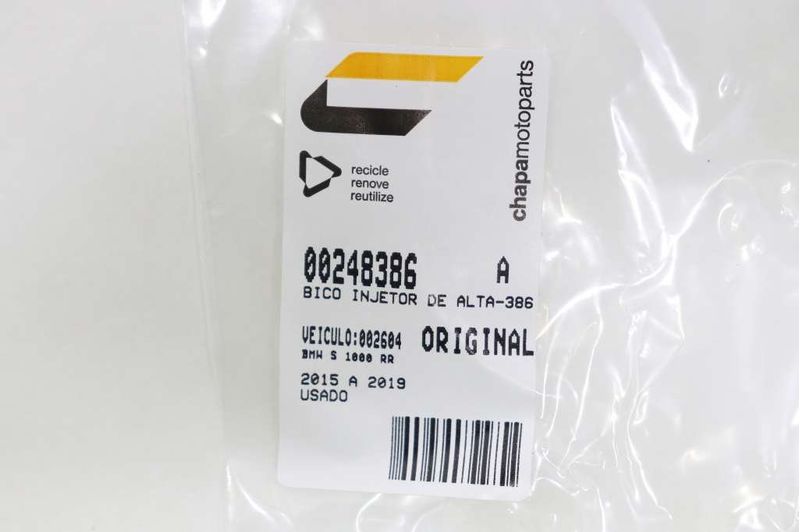 chapamotoparts
recicle
renove
reutilize
00248386 A
BICO INJETOR DE ALTA-386
VEICULO:002604 ORIGINAL
BMW S 1000 RR
2015 A 2019
USADO